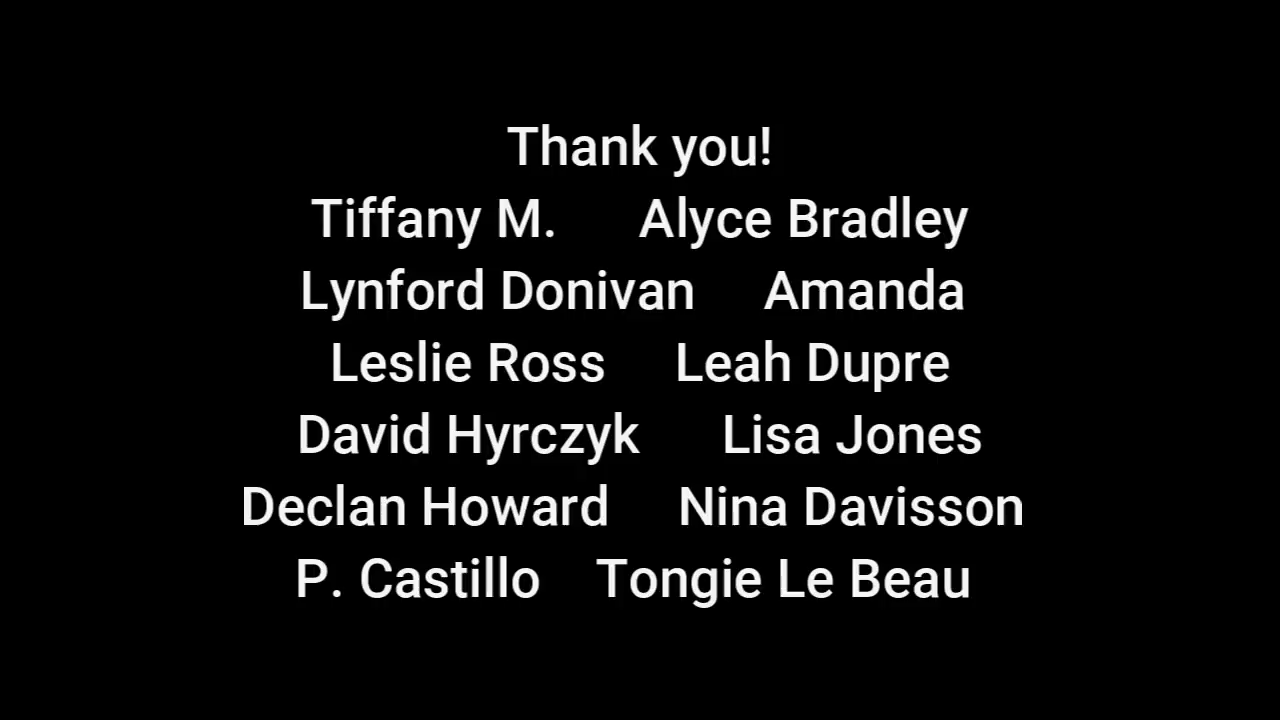 Thank you!
Tiffany M. Alyce Bradley
Lynford Donivan Amanda
Leslie Ross Leah Dupre
David Hyrczyk Lisa Jones
Declan Howard Nina Davisson
P. Castillo Tongie Le Beau